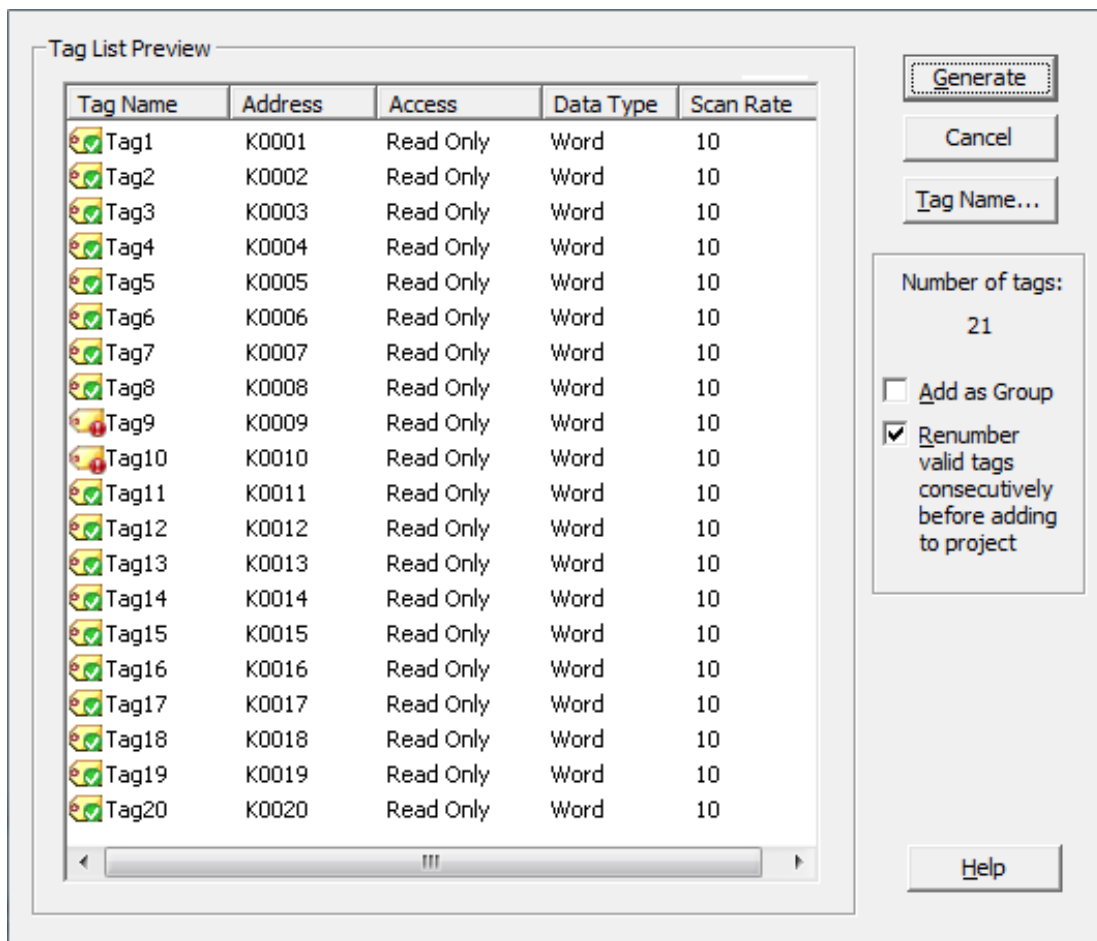 Tag List Preview
Tag Name Address Access Data Type Scan Rate
Tag1 K0001 Read Only Word 10
Tag2 K0002 Read Only Word 10
Tag3 K0003 Read Only Word 10
Tag4 K0004 Read Only Word 10
Tag5 K0005 Read Only Word 10
Tag6 K0006 Read Only Word 10
Tag7 K0007 Read Only Word 10
Tag8 K0008 Read Only Word 10
Tag9 K0009 Read Only Word 10
Tag10 K0010 Read Only Word 10
Tag11 K0011 Read Only Word 10
Tag12 K0012 Read Only Word 10
Tag13 K0013 Read Only Word 10
Tag14 K0014 Read Only Word 10
Tag15 K0015 Read Only Word 10
Tag16 K0016 Read Only Word 10
Tag17 K0017 Read Only Word 10
Tag18 K0018 Read Only Word 10
Tag19 K0019 Read Only Word 10
Tag20 K0020 Read Only Word 10
Generate
Cancel
Tag Name...
Number of tags:
21
Add as Group
Renumber
valid tags
consecutively
before adding
to project
Help